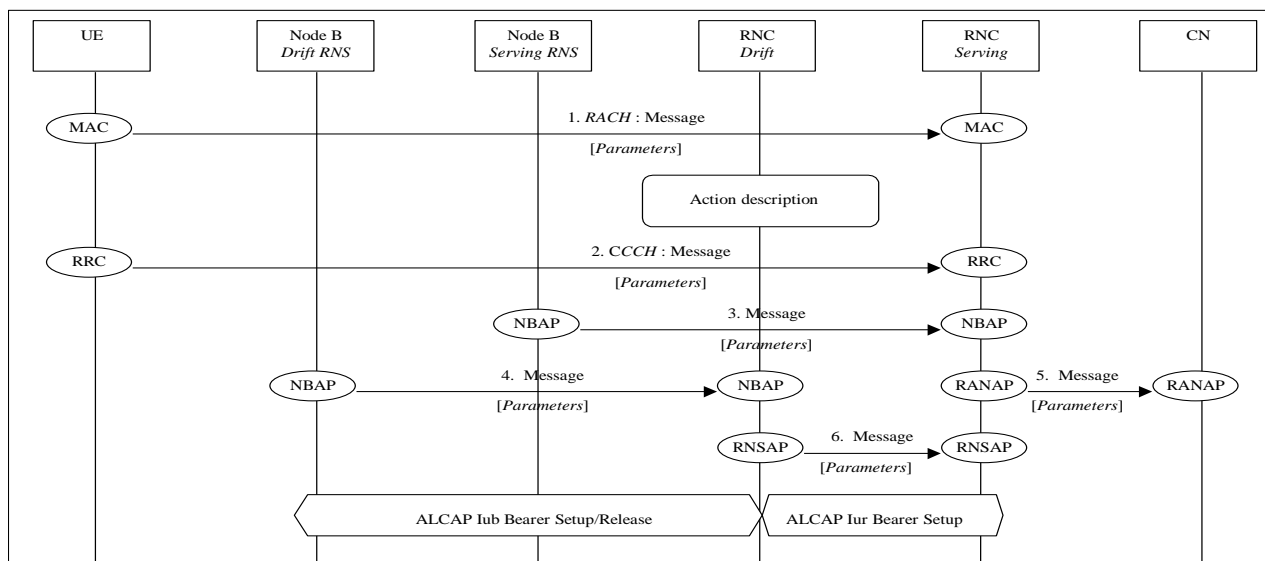 UE
Node B
Drift RNS
Node B
Serving RNS
RNC
Drift
RNC
Serving
CN
MAC
1. RACH : Message
MAC
[Parameters]
Action description
RRC
2. CCCH : Message
RRC
[Parameters]
NBAP
3. Message
NBAP
[Parameters]
NBAP
4. Message
NBAP
RANAP
5. Message
RANAP
[Parameters]
[Parameters]
RNSAP
6. Message
RNSAP
[Parameters]
ALCAP Iub Bearer Setup/Release
ALCAP Iur Bearer Setup